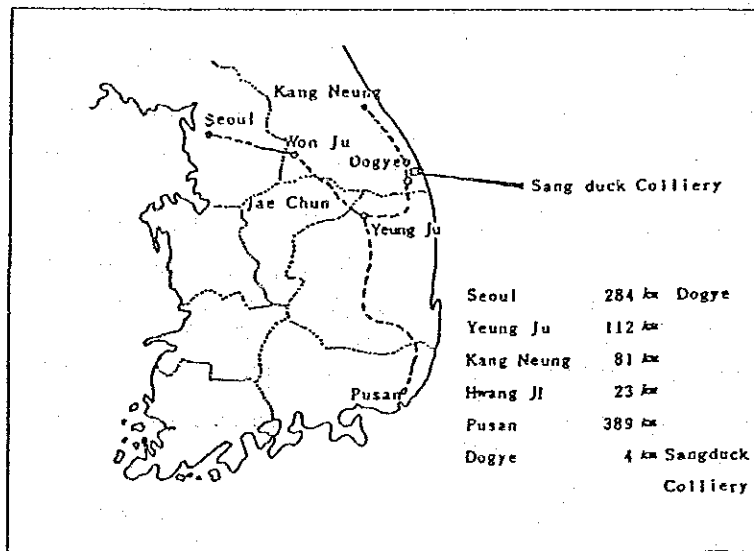 Kang Neung
Seoul
Won Ju
Dogye
Sang duck Colliery
Jae Chun
Yeung Ju
Pusan
Seoul 284 km Dogye
Yeung Ju 112 km
Kang Neung 81 km
Hwang JI 23 km
Pusan 389 km
Dogye 4 km Sangduck
Colliery